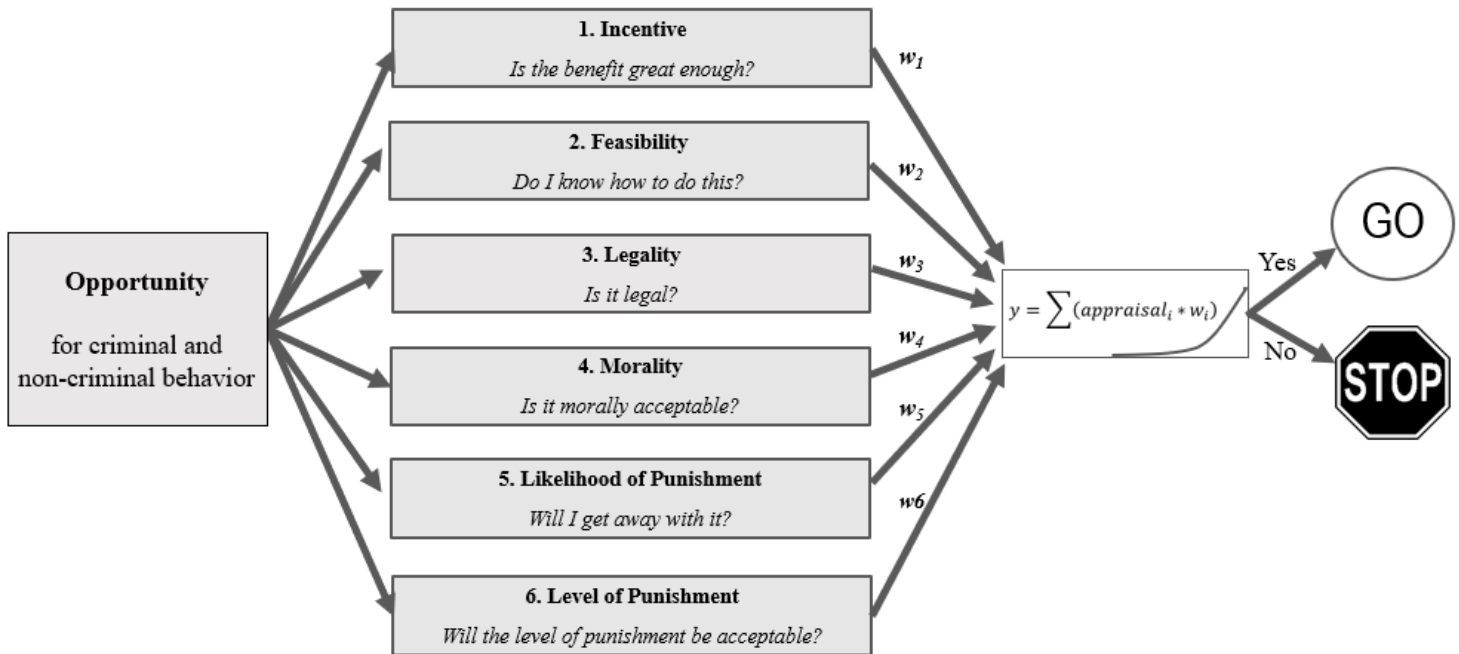 Opportunity
for criminal and
non-criminal behavior
1. Incentive
Is the benefit great enough?
2. Feasibility
Do I know how to do this?
3. Legality
Is it legal?
4. Morality
Is it morally acceptable?
5. Likelihood of Punishment
Will I get away with it?
6. Level of Punishment
Will the level of punishment be acceptable?
w₁
w₂
w₃
w₄
w₅
w6
y = ∑(appraisalᵢ * wᵢ)
Yes
No
GO
STOP